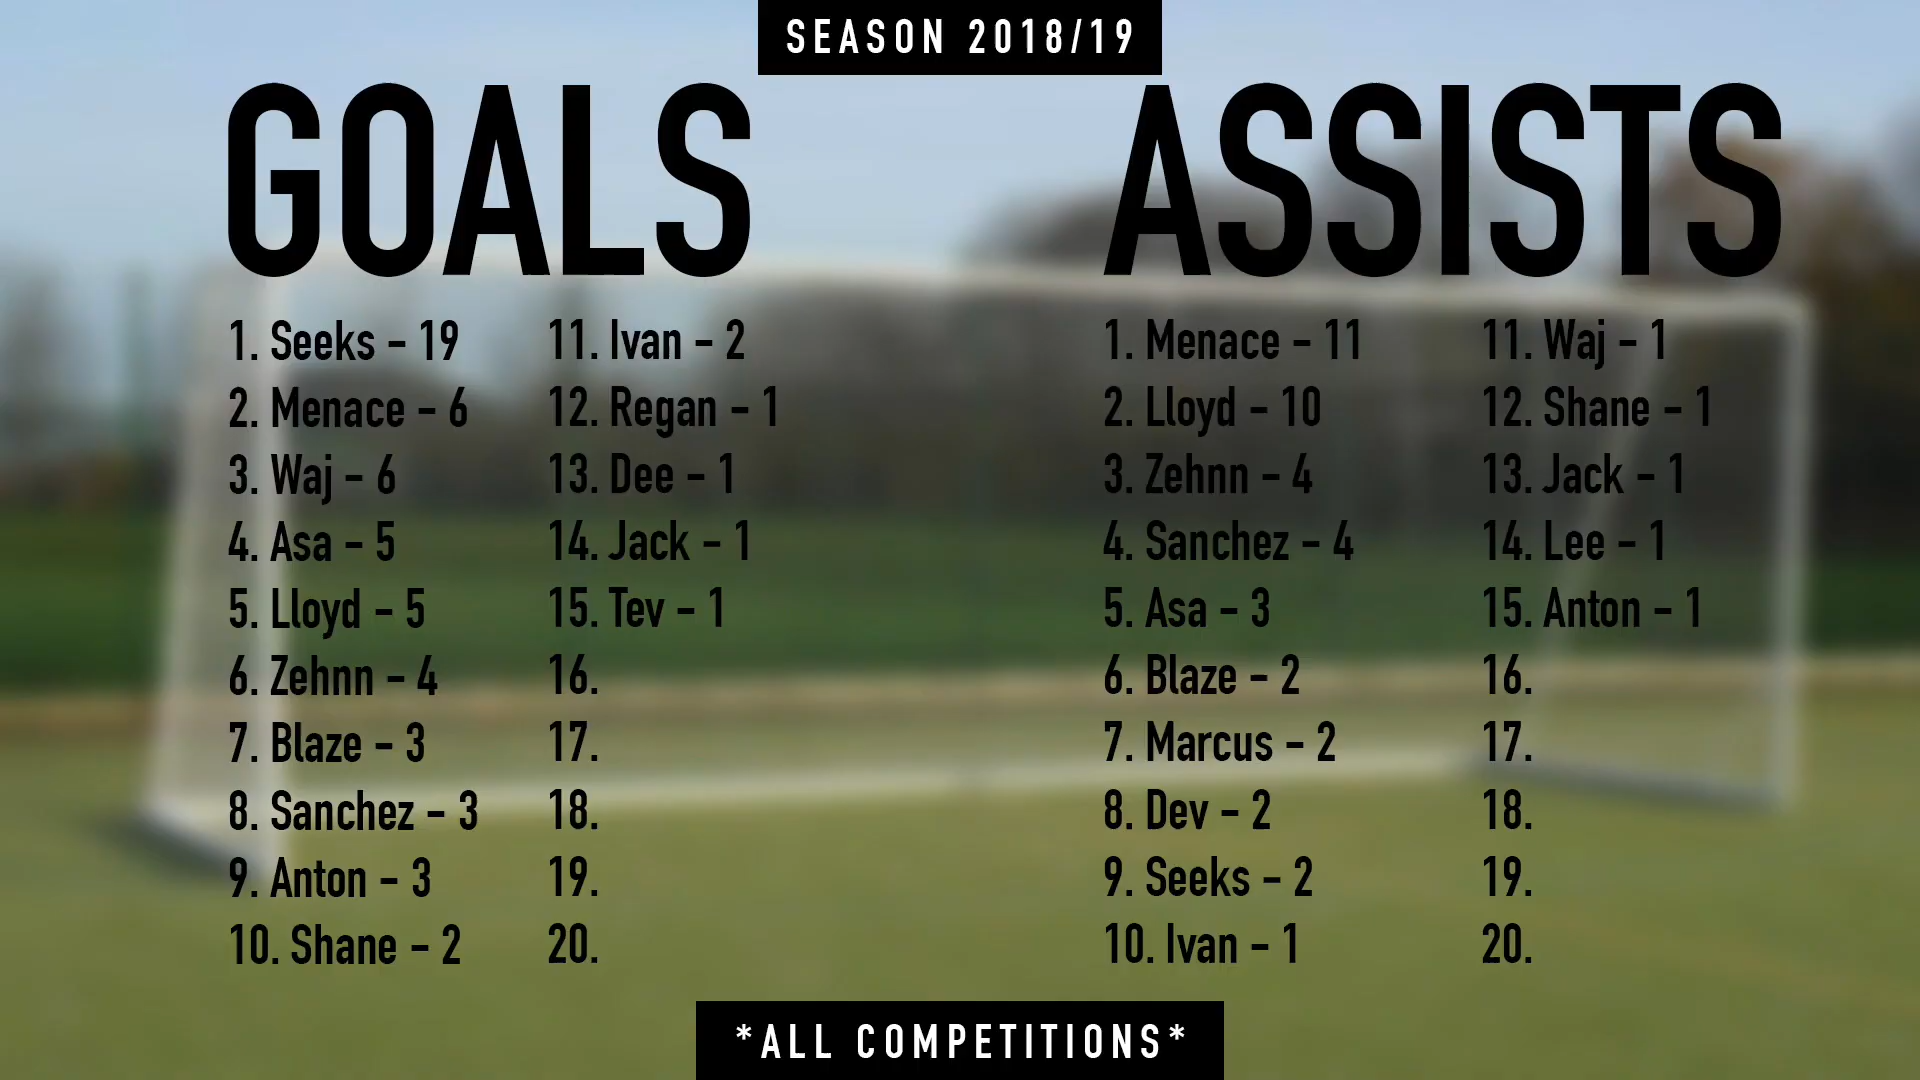 SEASON 2018/19
GOALS
1. Seeks – 19
2. Menace – 6
3. Waj – 6
4. Asa – 5
5. Lloyd – 5
6. Zehnn – 4
7. Blaze – 3
8. Sanchez – 3
9. Anton – 3
10. Shane – 2
11. Ivan – 2
12. Regan – 1
13. Dee – 1
14. Jack – 1
15. Tev – 1
16.
17.
18.
19.
20.
ASSISTS
1. Menace – 11
2. Lloyd – 10
3. Zehnn – 4
4. Sanchez – 4
5. Asa – 3
6. Blaze – 2
7. Marcus – 2
8. Dev – 2
9. Seeks – 2
10. Ivan – 1
11. Waj – 1
12. Shane – 1
13. Jack – 1
14. Lee – 1
15. Anton – 1
16.
17.
18.
19.
20.
*ALL COMPETITIONS*